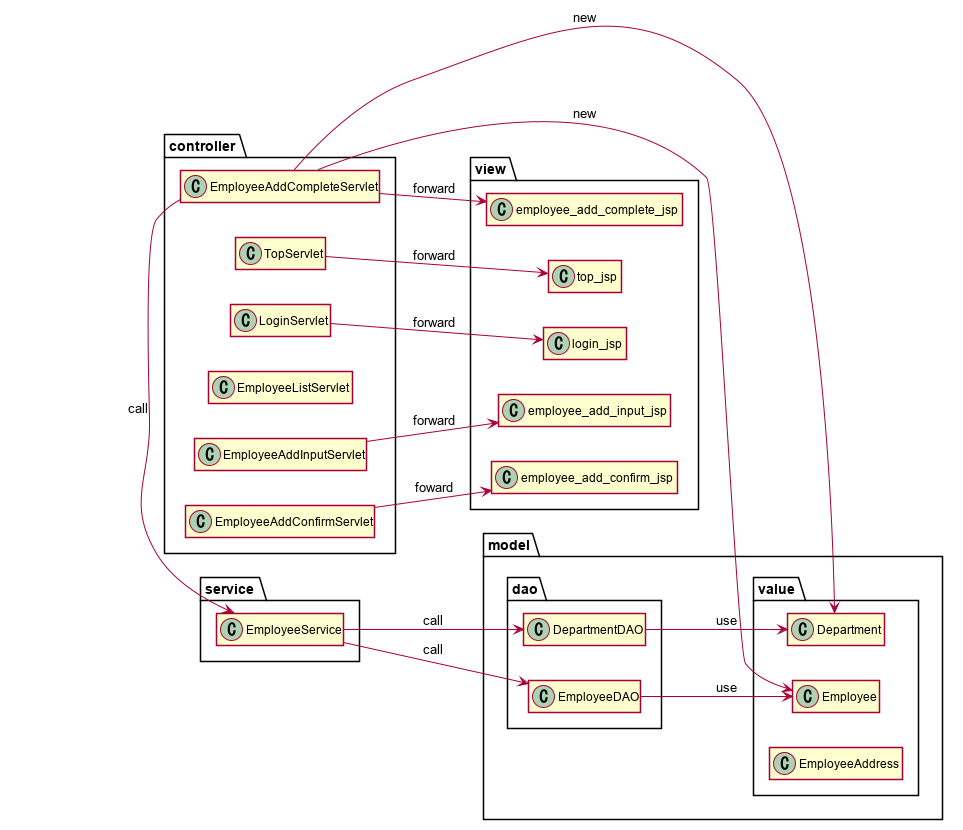 new
new
controller
C EmployeeAddCompleteServlet
forward
view
C employee_add_complete_jsp
C TopServlet
forward
C top_jsp
C LoginServlet
forward
C login_jsp
C EmployeeListServlet
call
C EmployeeAddInputServlet
forward
C employee_add_input_jsp
C EmployeeAddConfirmServlet
foward
C employee_add_confirm_jsp
model
service
C EmployeeService
call
call
dao
C DepartmentDAO
use
C EmployeeDAO
use
value
C Department
C Employee
C EmployeeAddress